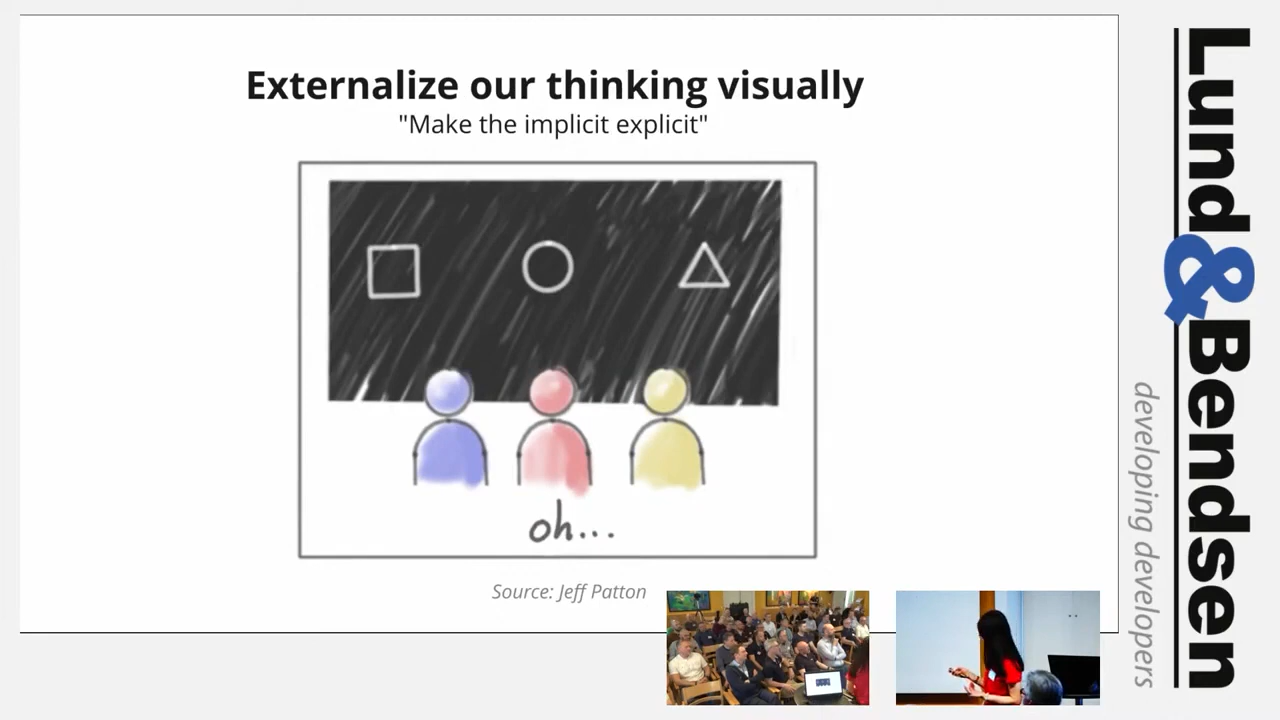 Externalize our thinking visually
"Make the implicit explicit"
oh...
Source: Jeff Patton
Lund & Bendsen
developing developers